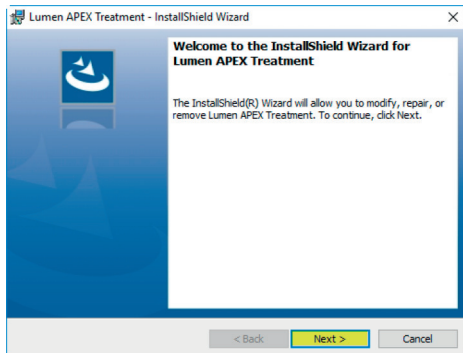 Lumen APEX Treatment - InstallShield Wizard
Welcome to the InstallShield Wizard for
Lumen APEX Treatment
The InstallShield(R) Wizard will allow you to modify, repair, or
remove Lumen APEX Treatment. To continue, click Next.
< Back Next > Cancel